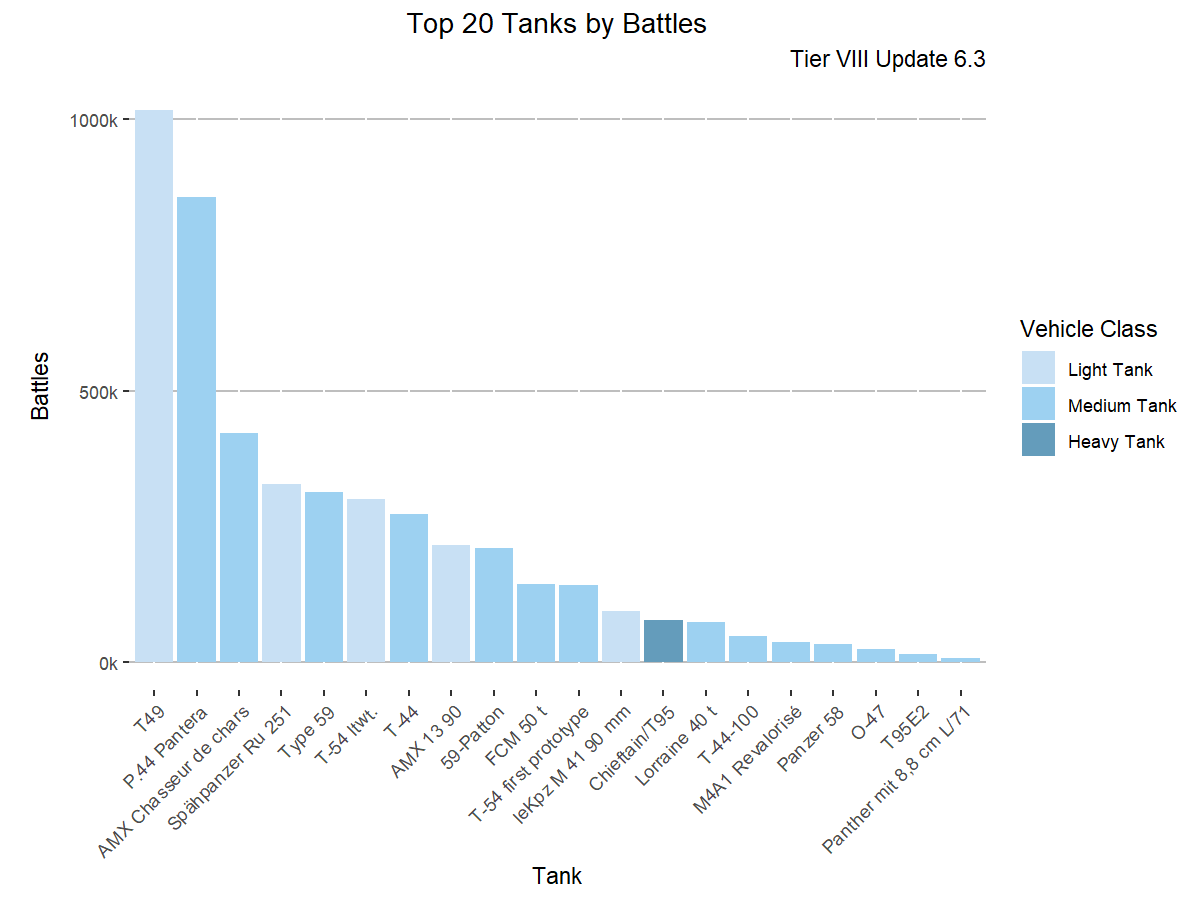 Top 20 Tanks by Battles
Tier VIII Update 6.3
1000k
500k
0k
Battles
T49
P.44 Pantera
AMX Chasseur de chars
Spähpanzer Ru 251
Type 59
T-54 ltwt.
T-44
AMX 13 90
59-Patton
FCM 50 t
T-54 first prototype
leKpz M 41 90 mm
Chieftain/T95
Lorraine 40 t
T-44-100
M4A1 Revalorisé
Panzer 58
O-47
T95E2
Panther mit 8,8 cm L/71
Tank
Vehicle Class
Light Tank
Medium Tank
Heavy Tank